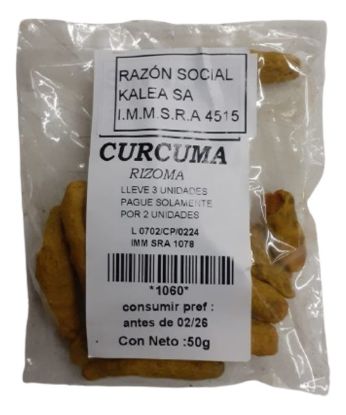 RAZÓN SOCIAL
KALEA SA
I.M.M.S.R.A 4515
CURCUMA
RIZOMA
LLEVE 3 UNIDADES
PAGUE SOLAMENTE
POR 2 UNIDADES
L 0702/CP/0224
IMM SRA 1078
*1060*
consumir pref :
antes de 02/26
Con Neto :50g